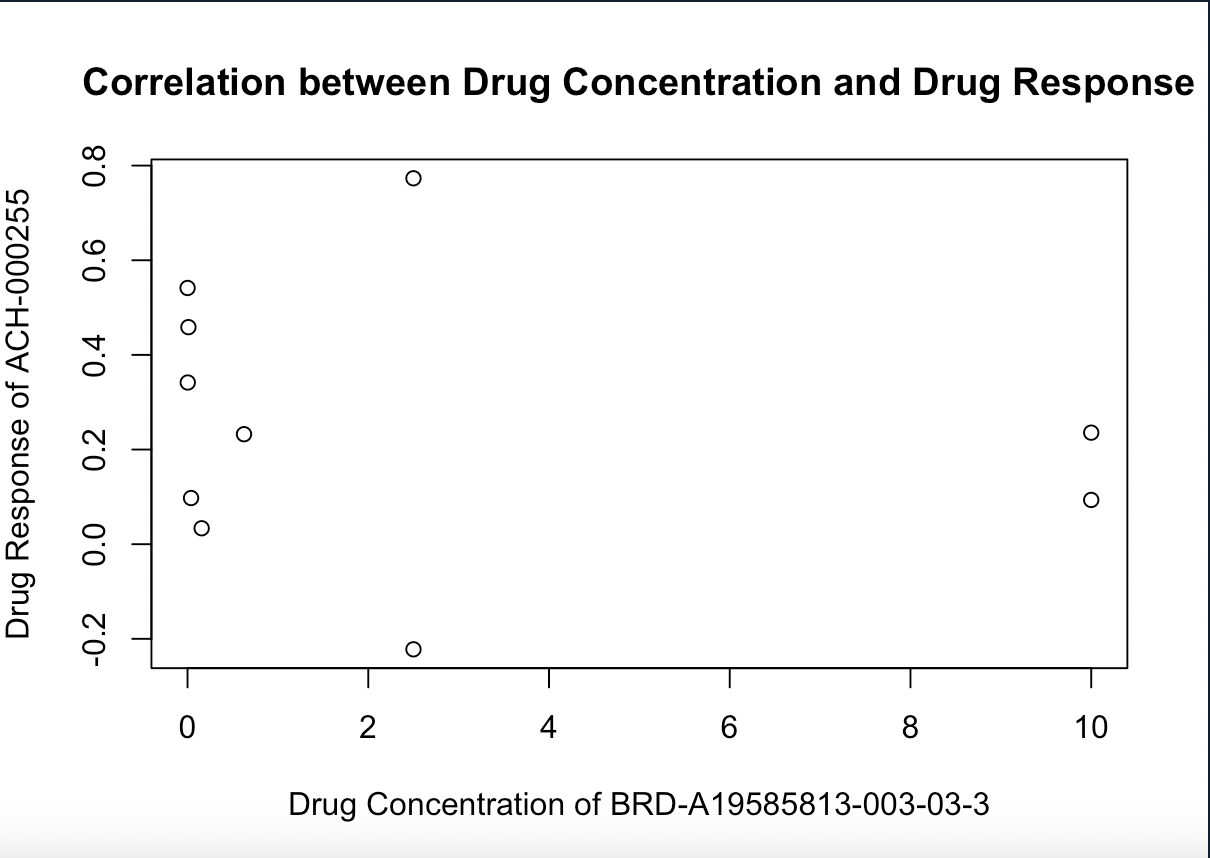 Correlation between Drug Concentration and Drug Response
Drug Response of ACH-000255
0.8
0.6
0.4
0.2
0.0
-0.2
0 2 4 6 8 10
Drug Concentration of BRD-A19585813-003-03-3